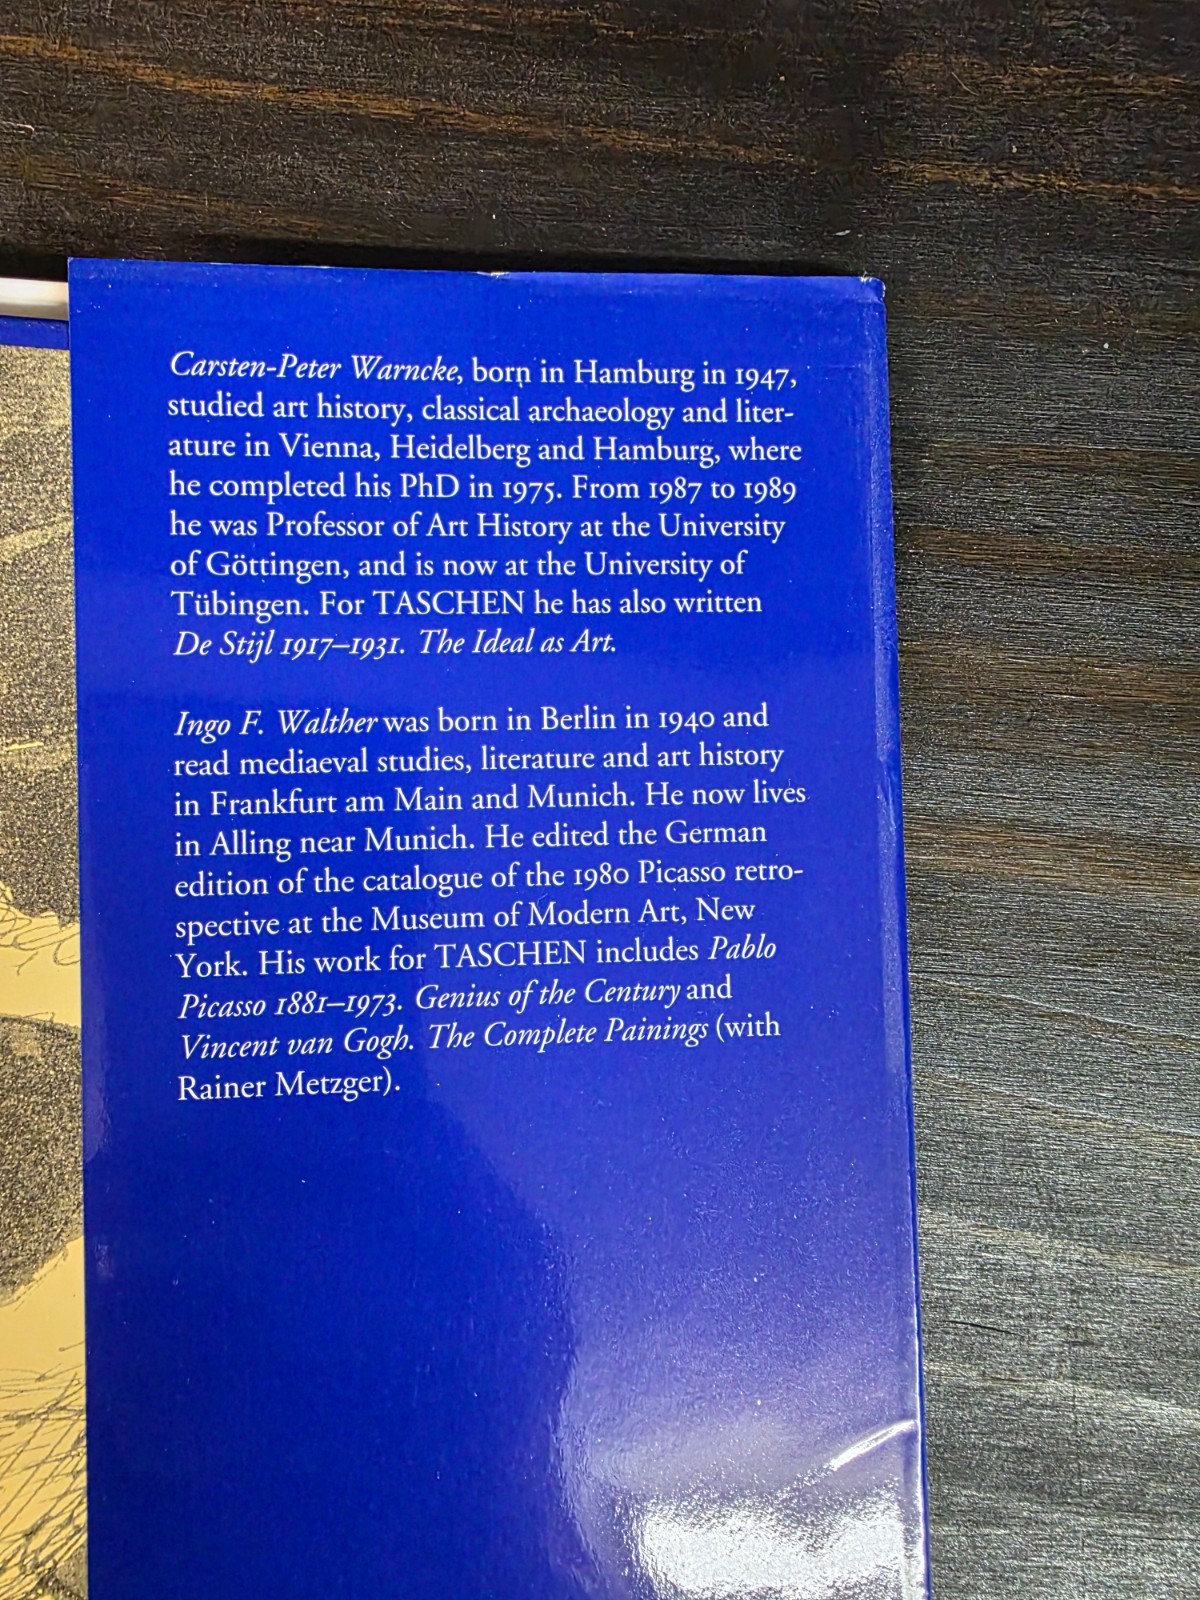 Carsten-Peter Warncke, born in Hamburg in 1947,
studied art history, classical archaeology and liter-
ature in Vienna, Heidelberg and Hamburg, where
he completed his PhD in 1975. From 1987 to 1989
he was Professor of Art History at the University
of Göttingen, and is now at the University of
Tübingen. For TASCHEN he has also written
De Stijl 1917–1931. The Ideal as Art.
Ingo F. Walther was born in Berlin in 1940 and
read mediaeval studies, literature and art history
in Frankfurt am Main and Munich. He now lives
in Alling near Munich. He edited the German
edition of the catalogue of the 1980 Picasso retro-
spective at the Museum of Modern Art, New
York. His work for TASCHEN includes Pablo
Picasso 1881–1973. Genius of the Century and
Vincent van Gogh. The Complete Painings (with
Rainer Metzger).